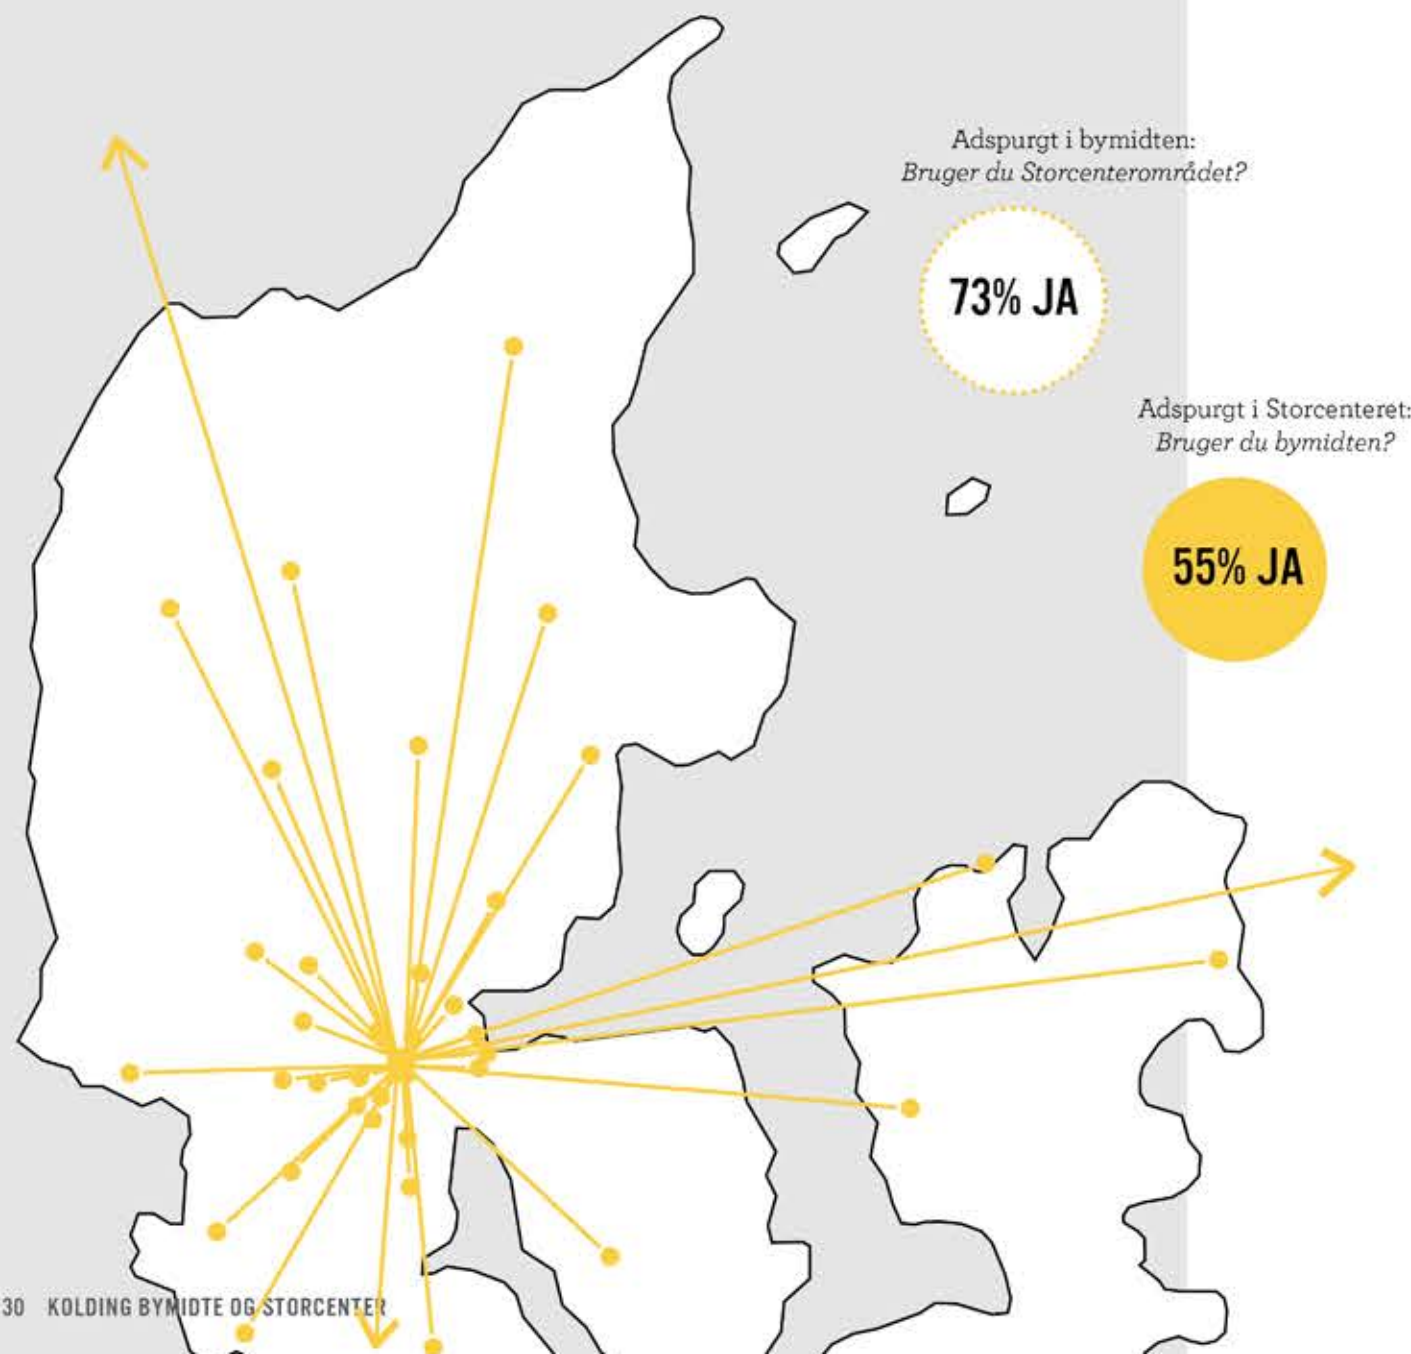 Adspurgt i bymidten:
Bruger du Storcenterområdet?
73% JA
Adspurgt i Storcenteret:
Bruger du bymidten?
55% JA
30 KOLDING BYMIDTE OG STORCENTER